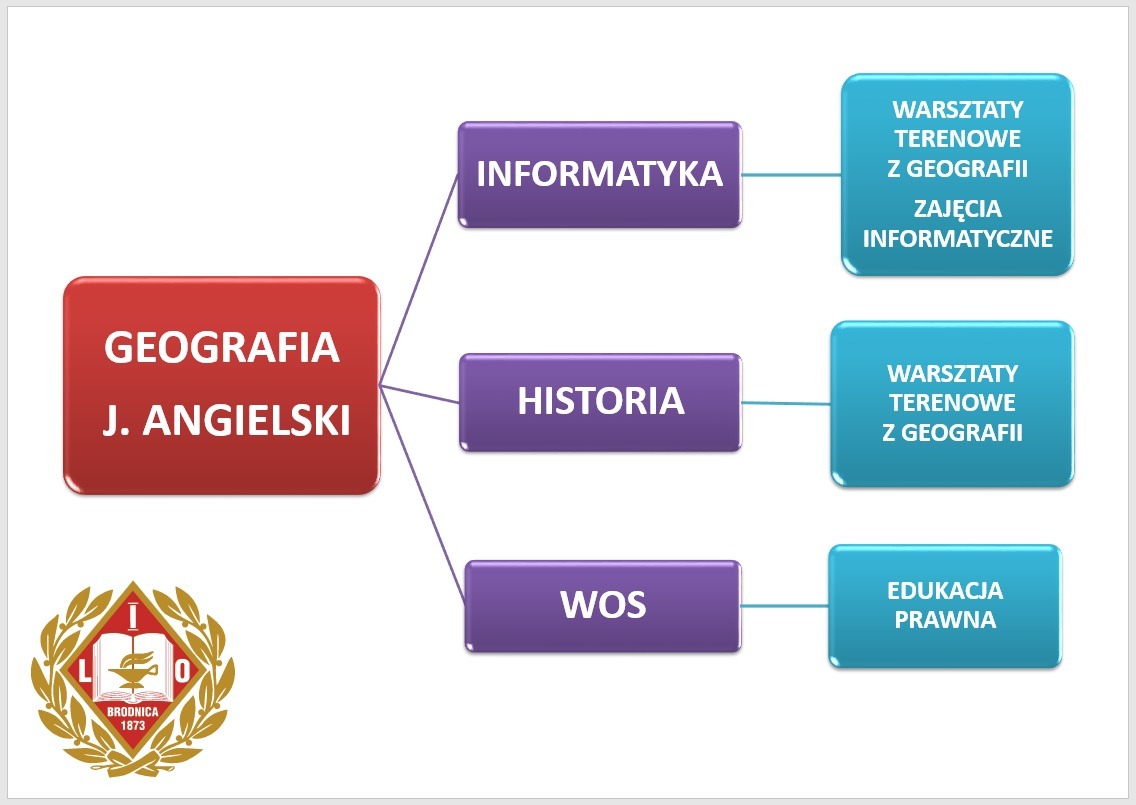 GEOGRAFIA
J. ANGIELSKI
INFORMATYKA
WARSZTATY
TERENOWE
Z GEOGRAFII
ZAJĘCIA
INFORMATYCZNE
HISTORIA
WARSZTATY
TERENOWE
Z GEOGRAFII
WOS
EDUKACJA
PRAWNA
I
L O
BRODNICA
1873